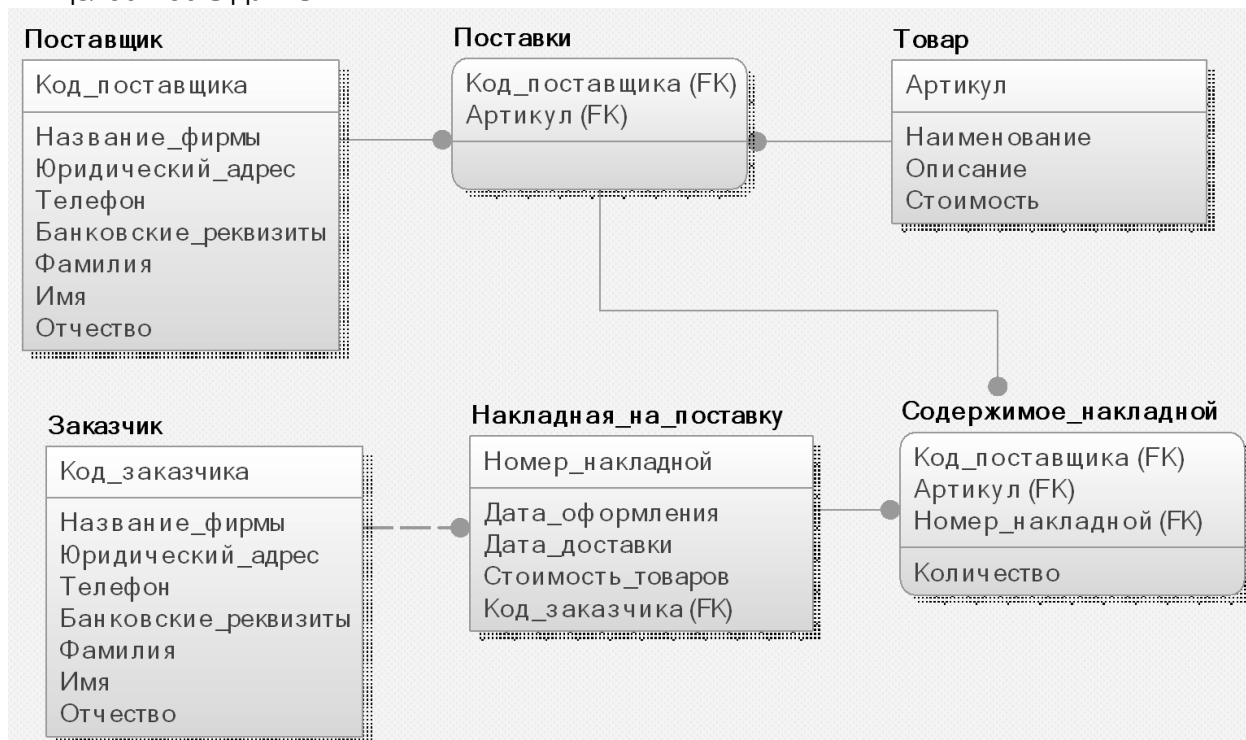 Поставщик
Код_поставщика
Название_фирмы
Юридический_адрес
Телефон
Банковские_реквизиты
Фамилия
Имя
Отчество
Поставки
Код_поставщика (FK)
Артикул (FK)
Товар
Артикул
Наименование
Описание
Стоимость
Заказчик
Код_заказчика
Название_фирмы
Юридический_адрес
Телефон
Банковские_реквизиты
Фамилия
Имя
Отчество
Накладная_на_поставку
Номер_накладной
Дата_оформления
Дата_доставки
Стоимость_товаров
Код_заказчика (FK)
Содержимое_накладной
Код_поставщика (FK)
Артикул (FK)
Номер_накладной (FK)
Количество